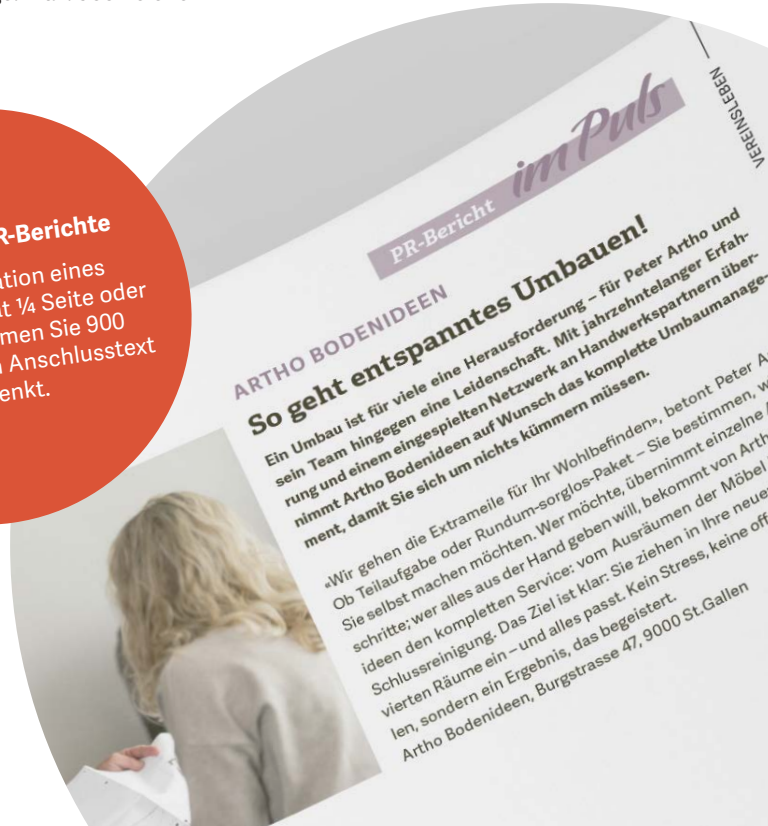 R-Berichte
ation eines
at ¼ Seite oder
men Sie 900
Anschlusstext
enkt.
VEREINSLEBEN
PR-Bericht imPuls
ARTHO BODENIDEEN
So geht entspanntes Umbauen!
Ein Umbau ist für viele eine Herausforderung – für Peter Artho und
sein Team hingegen eine Leidenschaft. Mit jahrzehntelanger Erfah-
rung und einem eingespielten Netzwerk an Handwerkspartnern über-
nimmt Artho Bodenideen auf Wunsch das komplette Umbaumanage-
ment, damit Sie sich um nichts kümmern müssen.
«Wir gehen die Extrameile für Ihr Wohlbefinden», betont Peter A
Ob Teilaufgabe oder Rundum-sorglos-Paket – Sie bestimmen, w
Sie selbst machen möchten. Wer möchte, übernimmt einzelne A
schritte; wer alles aus der Hand geben will, bekommt von Arth
ideen den kompletten Service: vom Ausräumen der Möbel
Schlussreinigung. Das Ziel ist klar: Sie ziehen in Ihre neue
vierten Räume ein – und alles passt. Kein Stress, keine off
len, sondern ein Ergebnis, das begeistert.
Artho Bodenideen, Burgstrasse 47, 9000 St.Gallen